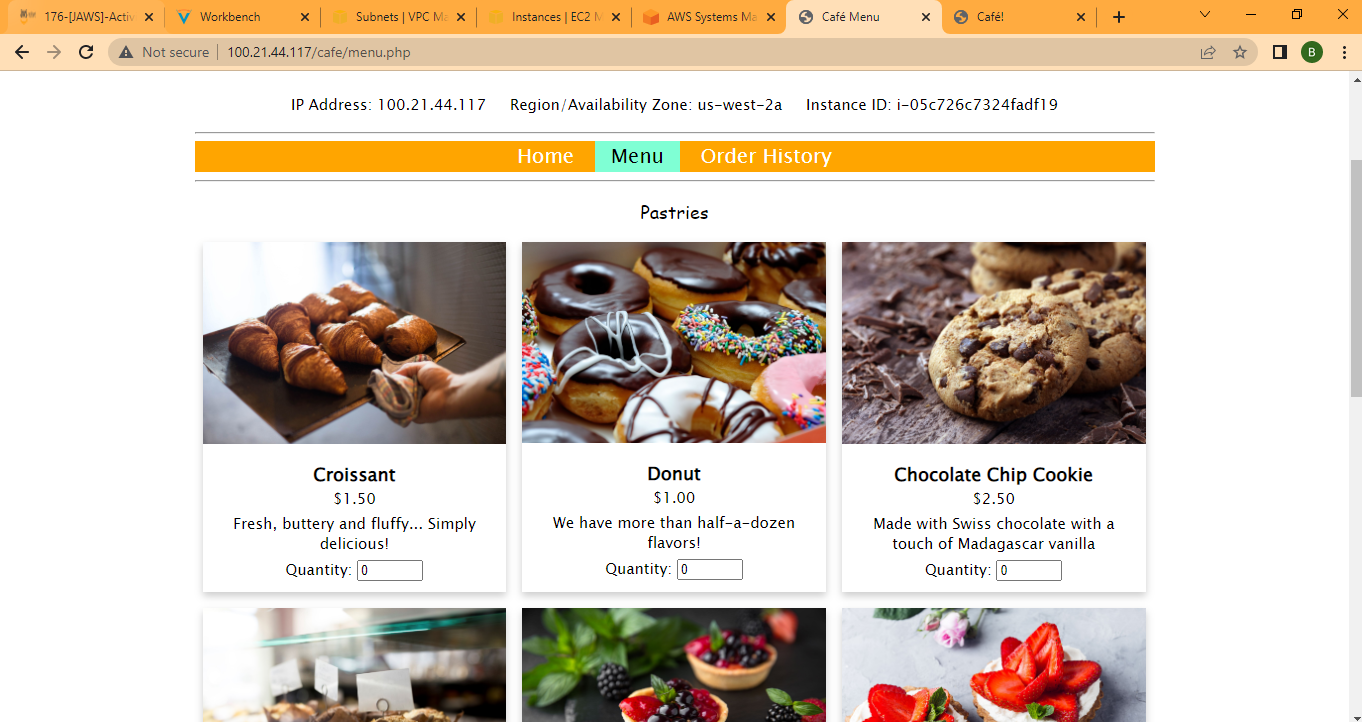 176-[JAWS]-Activ
Workbench
Subnets | VPC Ma
Instances | EC2 M
AWS Systems Ma
Café Menu
Café!
Not secure
100.21.44.117/cafe/menu.php
B
IP Address: 100.21.44.117 Region/Availability Zone: us-west-2a Instance ID: i-05c726c7324fadf19
Home Menu Order History
Pastries
Croissant
$1.50
Fresh, buttery and fluffy... Simply
delicious!
Quantity: 0
Donut
$1.00
We have more than half-a-dozen
flavors!
Quantity: 0
Chocolate Chip Cookie
$2.50
Made with Swiss chocolate with a
touch of Madagascar vanilla
Quantity: 0